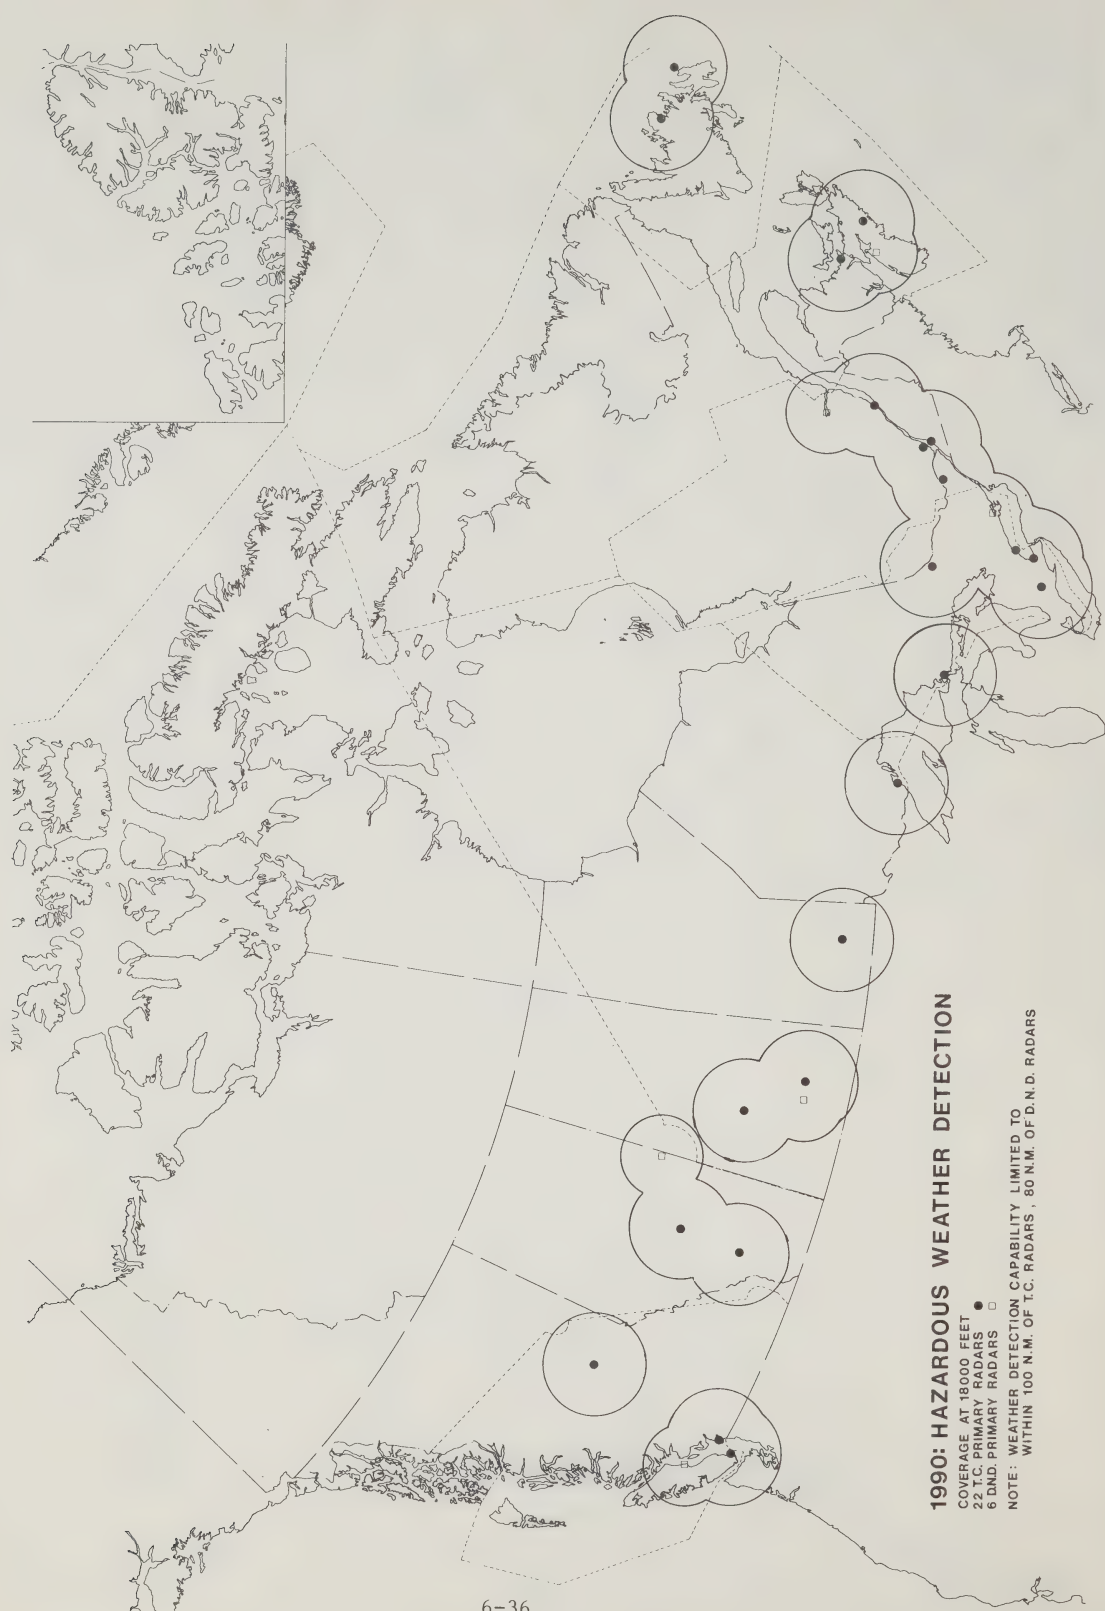 1990: HAZARDOUS WEATHER DETECTION
COVERAGE AT 18000 FEET
22 T.C. PRIMARY RADARS ●
6 D.N.D. PRIMARY RADARS □
NOTE: WEATHER DETECTION CAPABILITY LIMITED TO
WITHIN 100 N.M. OF T.C. RADARS, 80 N.M. OF D.N.D. RADARS
6-36